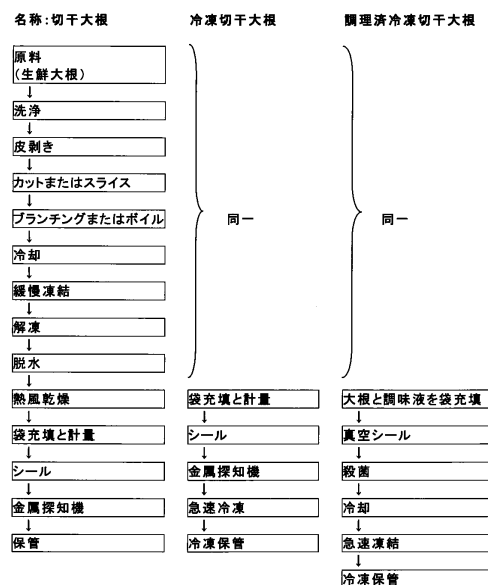 名称:切干大根
原料
(生鮮大根)
↓
洗浄
↓
皮剥き
↓
カットまたはスライス
↓
ブランチングまたはボイル
↓
冷却
↓
緩慢凍結
↓
解凍
↓
脱水
↓
熱風乾燥
↓
袋充填と計量
↓
シール
↓
金属探知機
↓
保管
冷凍切干大根
同一
袋充填と計量
↓
シール
↓
金属探知機
↓
急速冷凍
↓
冷凍保管
調理済冷凍切干大根
同一
大根と調味液を袋充填
↓
真空シール
↓
殺菌
↓
冷却
↓
急速凍結
↓
冷凍保管